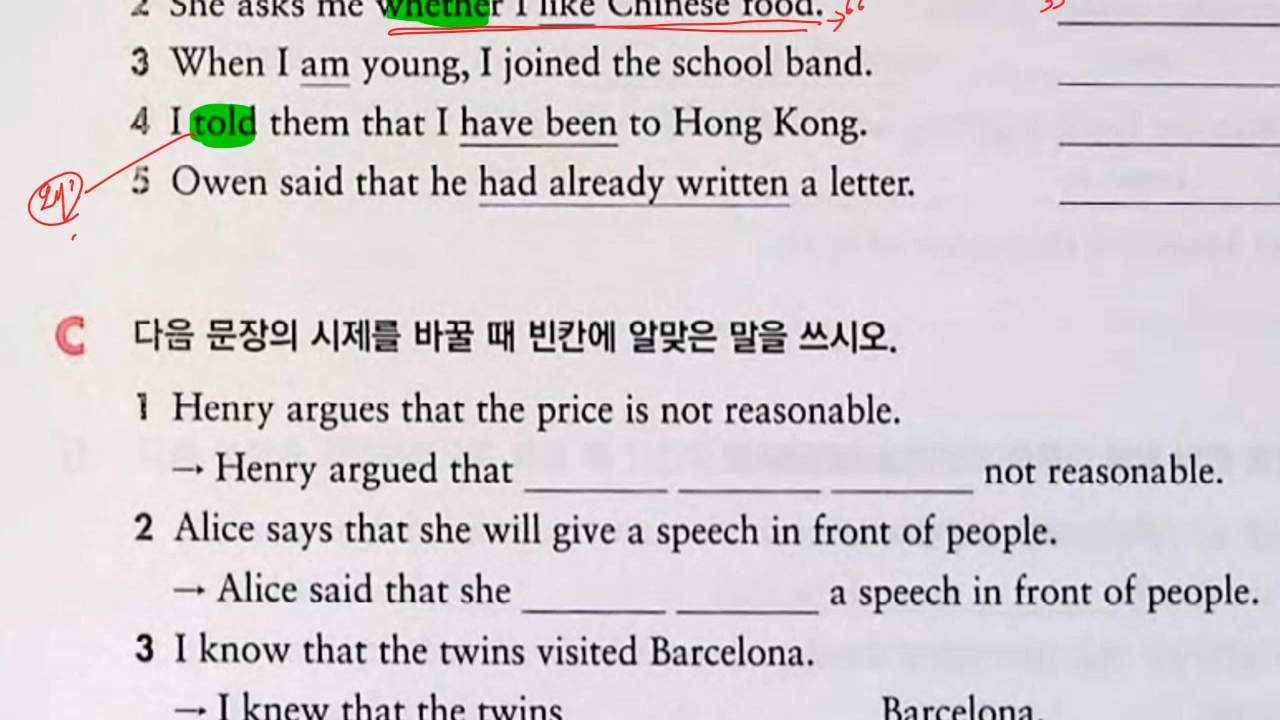 2 She asks me whether I like Chinese food. → " "
3 When I am young, I joined the school band.
4 I told them that I have been to Hong Kong.
5 Owen said that he had already written a letter.
C 다음 문장의 시제를 바꿀 때 빈칸에 알맞은 말을 쓰시오.
1 Henry argues that the price is not reasonable.
→ Henry argued that ___ ___ ___ not reasonable.
2 Alice says that she will give a speech in front of people.
→ Alice said that she ___ ___ a speech in front of people.
3 I know that the twins visited Barcelona.
→ I knew that the twins Barcelona.